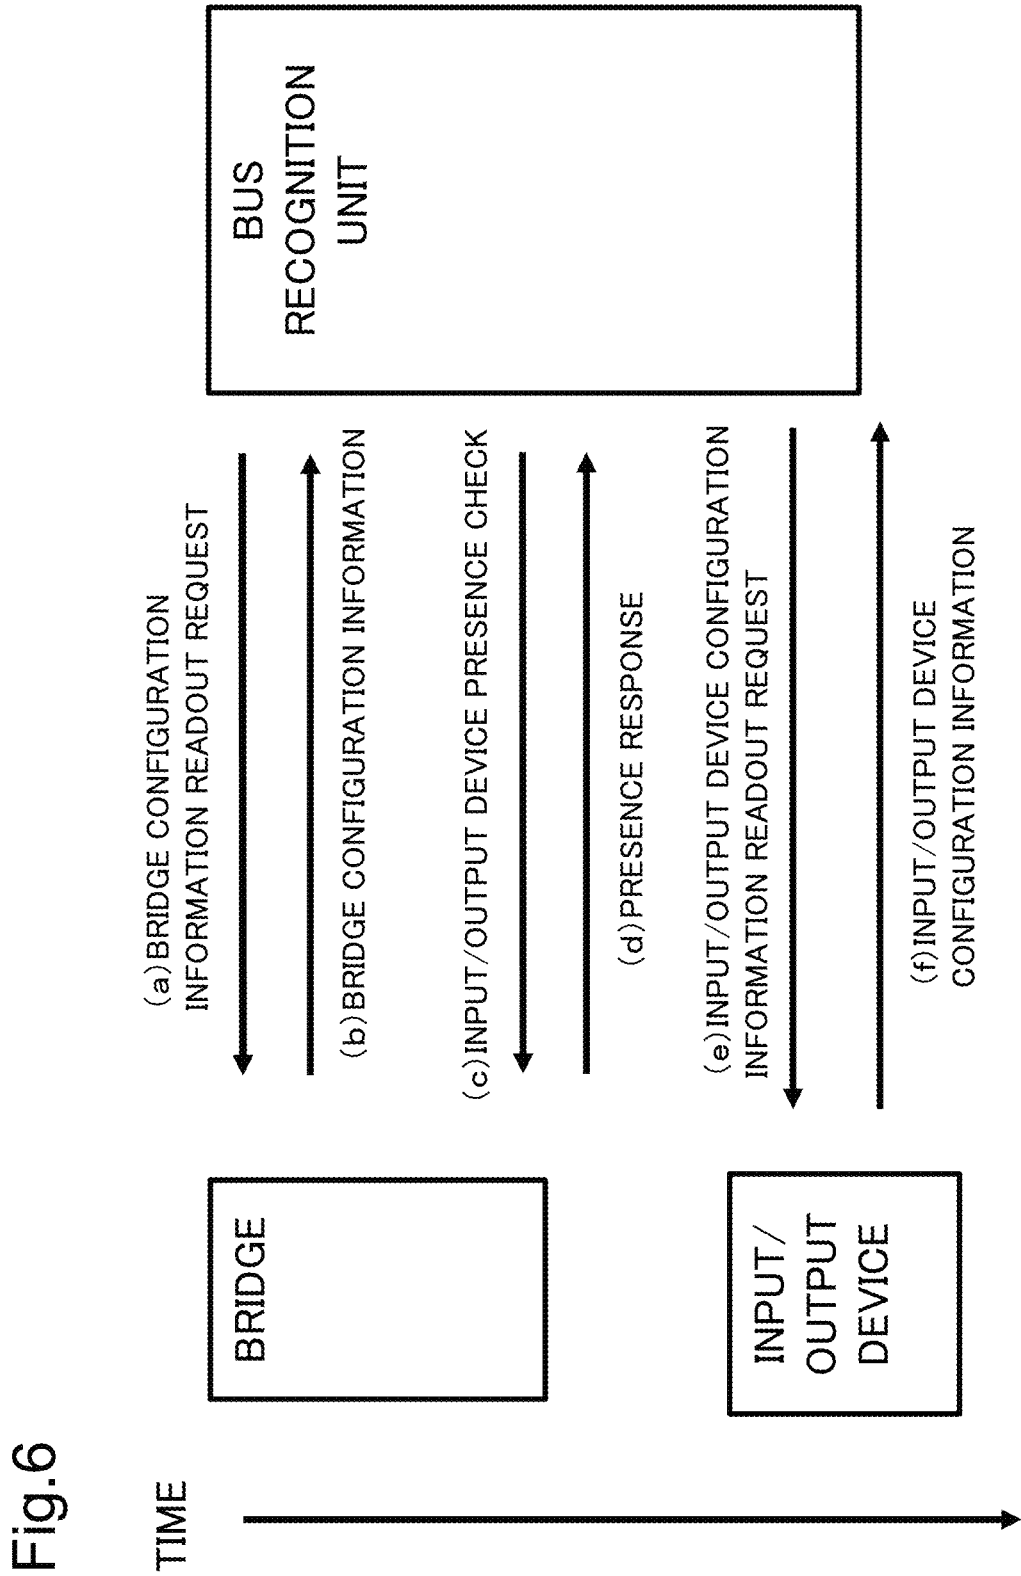 Fig.6
TIME
BRIDGE
(a)BRIDGE CONFIGURATION
INFORMATION READOUT REQUEST
(b)BRIDGE CONFIGURATION INFORMATION
(c)INPUT/OUTPUT DEVICE PRESENCE CHECK
(d)PRESENCE RESPONSE
INPUT/
OUTPUT
DEVICE
(e)INPUT/OUTPUT DEVICE CONFIGURATION
INFORMATION READOUT REQUEST
(f)INPUT/OUTPUT DEVICE
CONFIGURATION INFORMATION
BUS
RECOGNITION
UNIT